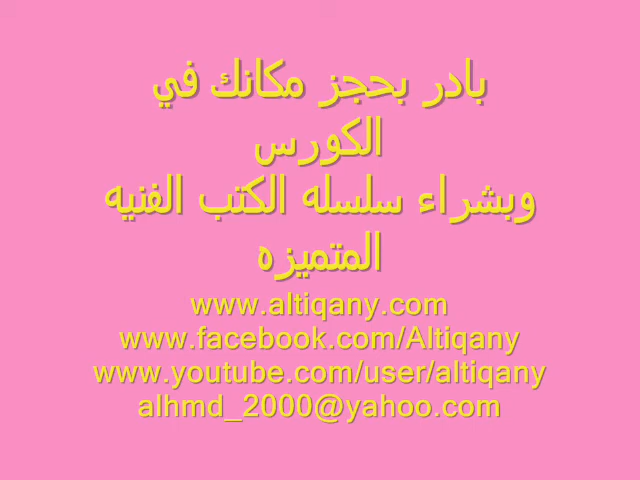 بادر بحجز مكانك في
الكورس
وبشراء سلسله الكتب الفنيه
المتميزه
www.altiqany.com
www.facebook.com/Altiqany
www.youtube.com/user/altiqany
alhmd_2000@yahoo.com